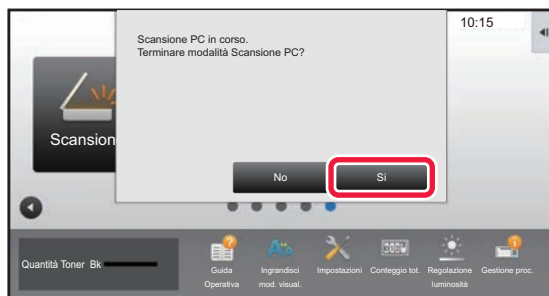 Scansione PC in corso.
Terminare modalità Scansione PC?
10:15
Scansion
No
Si
Quantità Toner Bk
Guida
Operativa
Ingrandisci
mod. visual.
Impostazioni
Conteggio tot.
Regolazione
luminosità
Gestione proc.